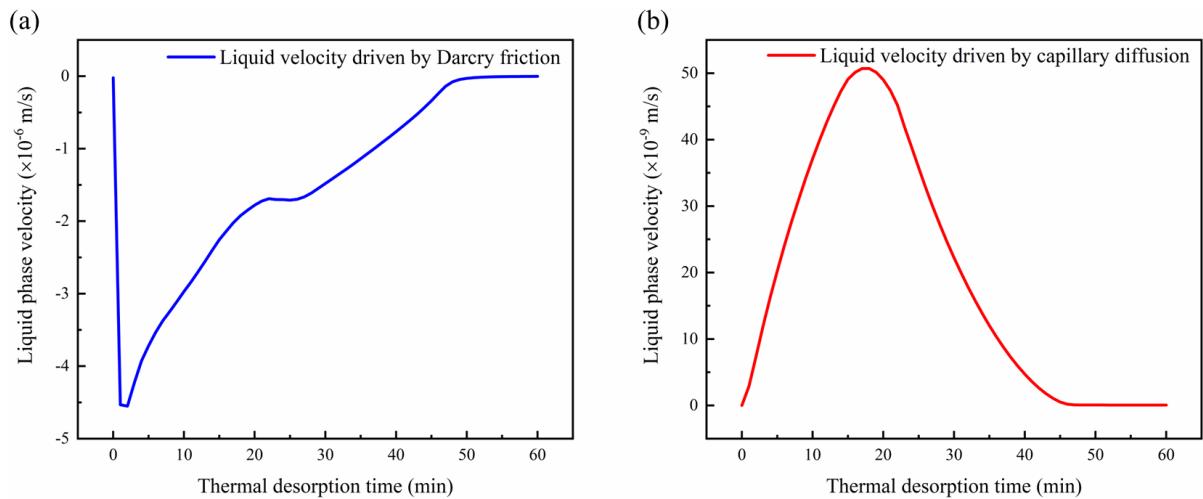 (a)
Liquid velocity driven by Darcry friction
Liquid phase velocity (×10⁻⁶ m/s)
0
-1
-2
-3
-4
-5
0 10 20 30 40 50 60
Thermal desorption time (min)
(b)
Liquid velocity driven by capillary diffusion
Liquid phase velocity (×10⁻⁹ m/s)
50
40
30
20
10
0
0 10 20 30 40 50 60
Thermal desorption time (min)